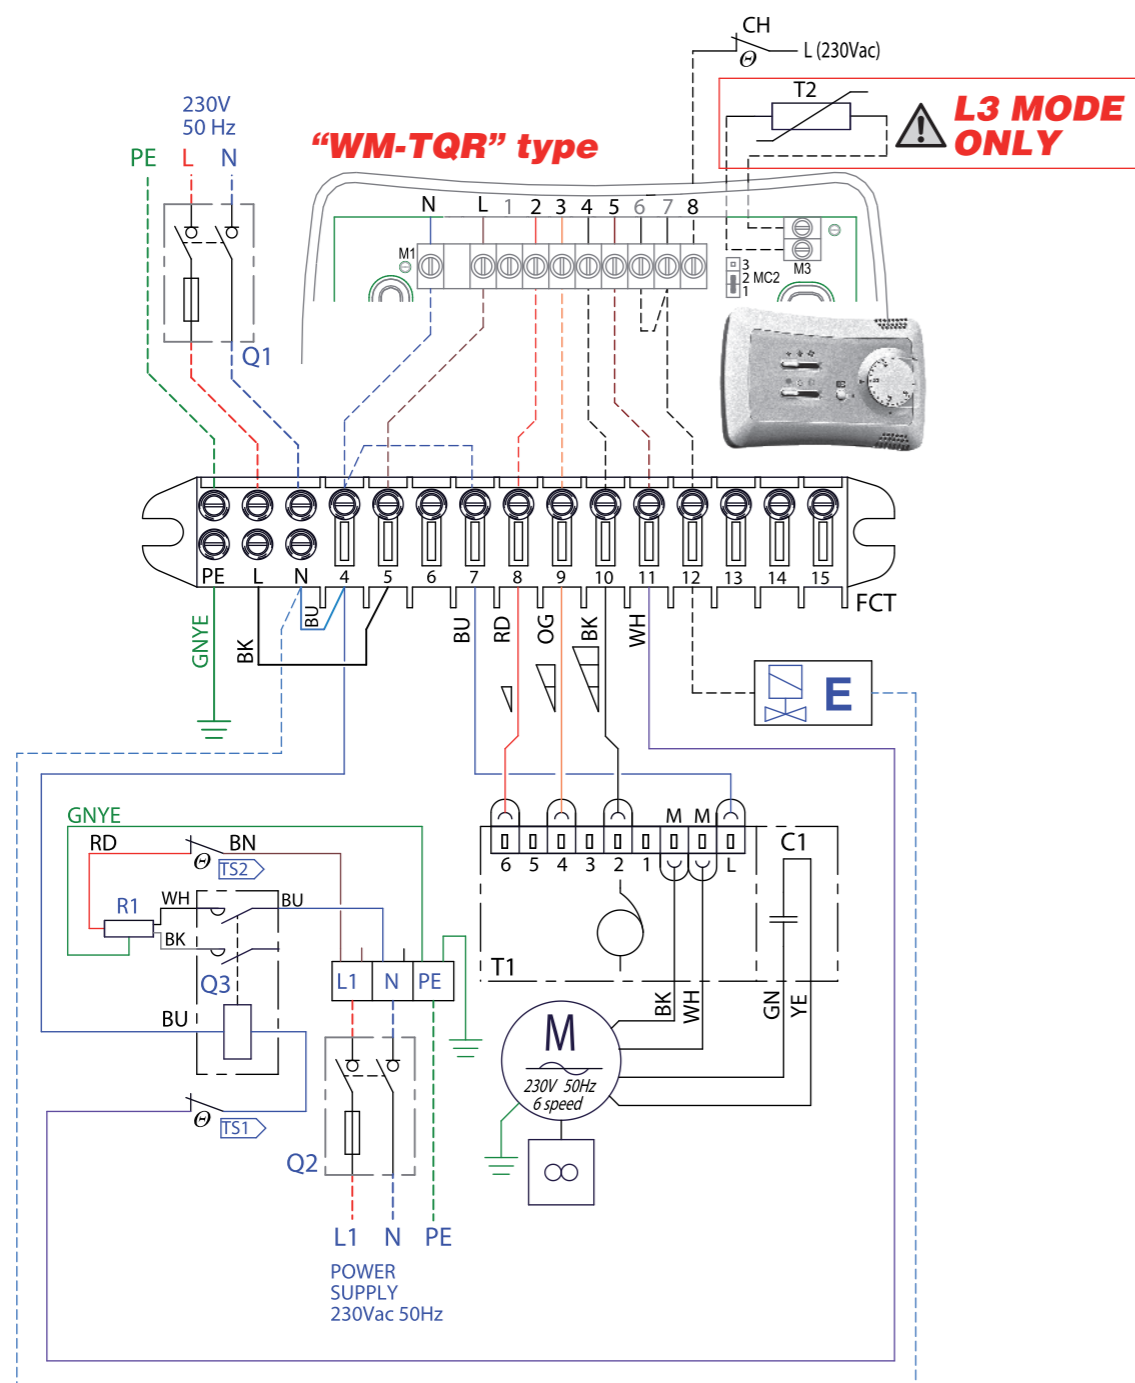 CH
L (230Vac)
T2
L3 MODE
ONLY
230V
50 Hz
PE L N
“WM-TQR” type
N L 1 2 3 4 5 6 7 8
M1
3
2 MC2
1
M3
Q1
PE L N 4 5 6 7 8 9 10 11 12 13 14 15
FCT
GNYE
BK
BU
BU
RD
OG
BK
WH
E
GNYE
RD
BN
TS2
M M
C1
6 5 4 3 2 1 L
R1
WH
BU
BK
Q3
L1 N PE
T1
BK
WH
GN
YE
BU
M
230V 50Hz
6 speed
TS1
Q2
L1 N PE
POWER
SUPPLY
230Vac 50Hz